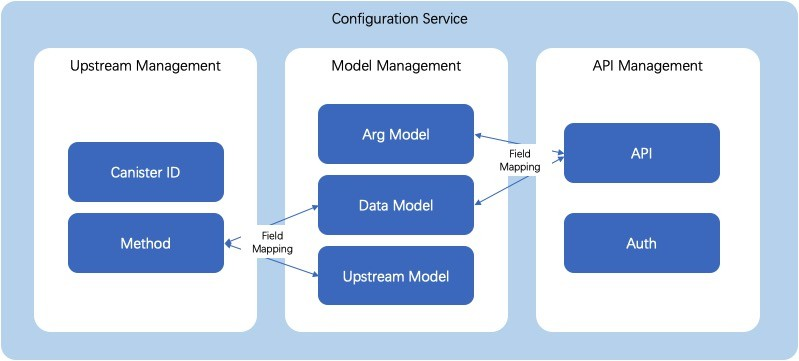 Configuration Service
Upstream Management
Canister ID
Method
Field
Mapping
Model Management
Arg Model
Data Model
Upstream Model
Field
Mapping
API Management
API
Auth